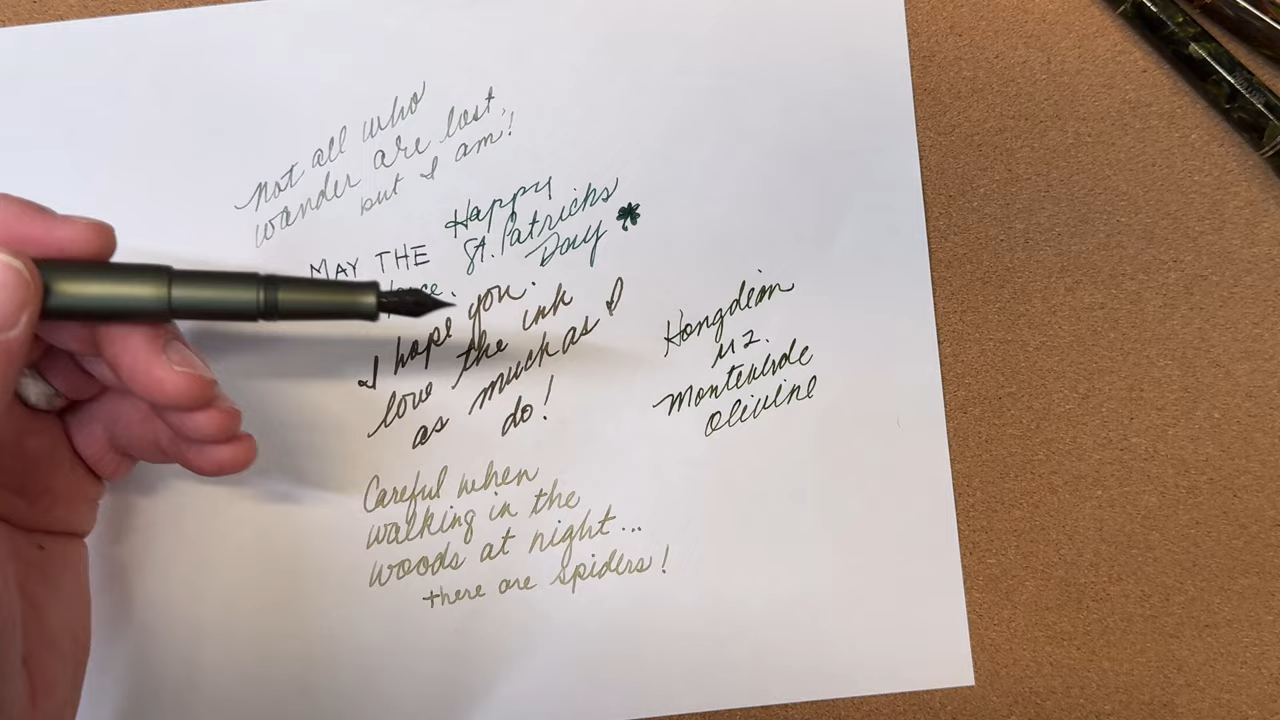 not all who
wander are lost,
but I am!
MAY THE
Happy
St. Patricks
Day
you.
I hope
love the ink
as much as I
do!
Hongdian
M2.
Monteverde
Olivine
Careful when
walking in the
woods at night...
there are spiders!